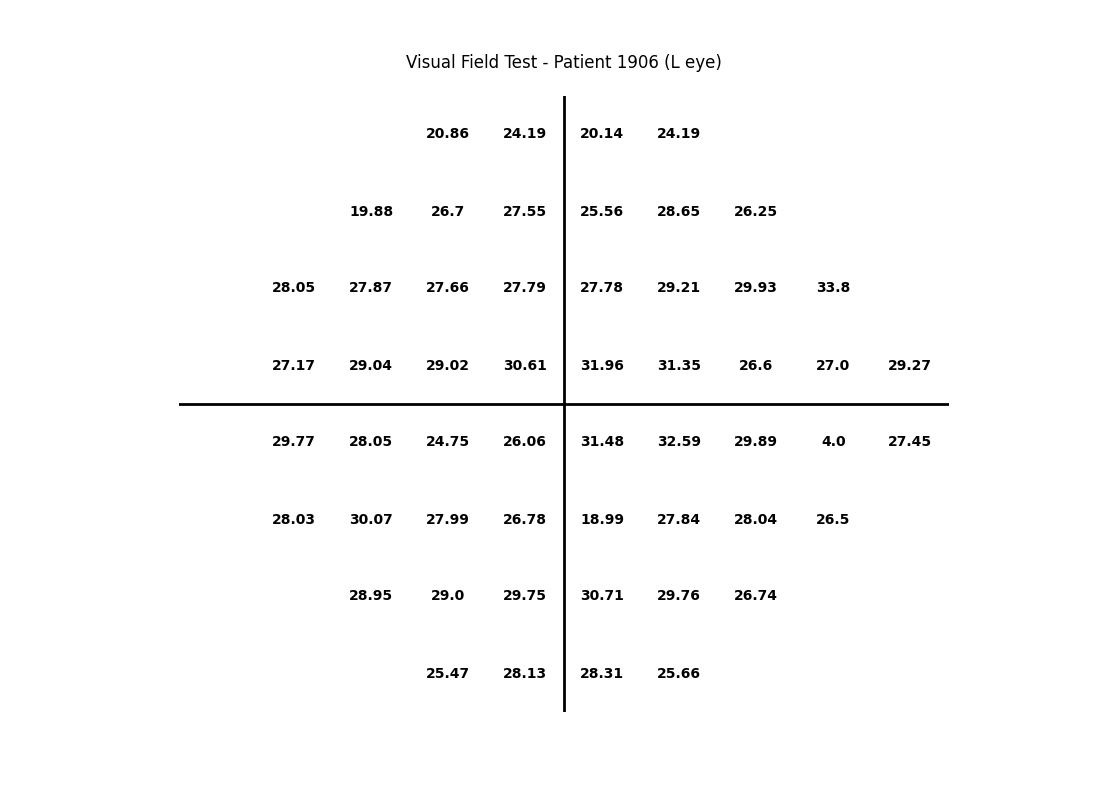 Visual Field Test - Patient 1906 (L eye)
20.86 24.19 20.14 24.19
19.88 26.7 27.55 25.56 28.65 26.25
28.05 27.87 27.66 27.79 27.78 29.21 29.93 33.8
27.17 29.04 29.02 30.61 31.96 31.35 26.6 27.0 29.27
29.77 28.05 24.75 26.06 31.48 32.59 29.89 4.0 27.45
28.03 30.07 27.99 26.78 18.99 27.84 28.04 26.5
28.95 29.0 29.75 30.71 29.76 26.74
25.47 28.13 28.31 25.66